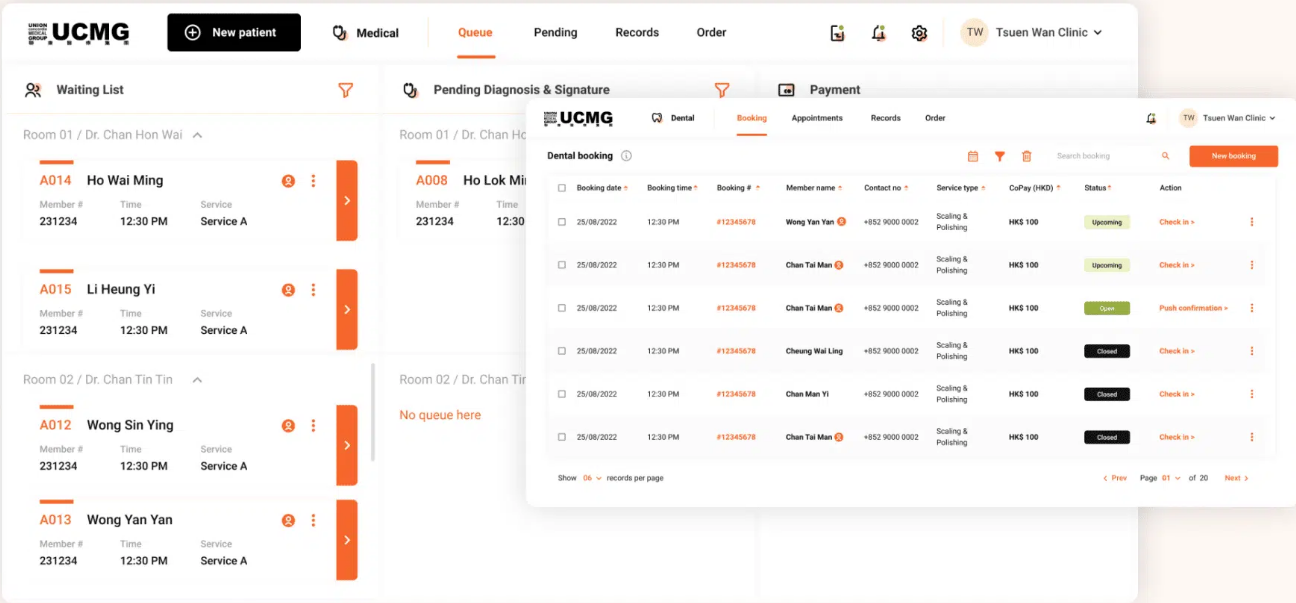 UNION
MEDICAL
GROUP
UCMG
New patient
Medical
Queue
Pending
Records
Order
TW
Tsuen Wan Clinic
Waiting List
Pending Diagnosis & Signature
Payment
Room 01 / Dr. Chan Hon Wai
A014 Ho Wai Ming
Member # Time Service
231234 12:30 PM Service A
A015 Li Heung Yi
Member # Time Service
231234 12:30 PM Service A
Room 02 / Dr. Chan Tin Tin
A012 Wong Sin Ying
Member # Time Service
231234 12:30 PM Service A
A013 Wong Yan Yan
Member # Time Service
231234 12:30 PM Service A
Room 01 / Dr. Chan Ho
A008 Ho Lok Mi
Member # Time
231234 12:30
Room 02 / Dr. Chan Tin
No queue here
UCMG
Dental
Booking
Appointments
Records
Order
TW
Tsuen Wan Clinic
Dental booking
Search booking
New booking
Booking date Booking time Booking # Member name Contact no Service type CoPay (HKD) Status Action
25/08/2022 12:30 PM #12345678 Wong Yan Yan +852 9000 0002 Scaling & Polishing HK$ 100 Upcoming Check in >
25/08/2022 12:30 PM #12345678 Chan Tai Man +852 9000 0002 Scaling & Polishing HK$ 100 Upcoming Check in >
25/08/2022 12:30 PM #12345678 Chan Tai Man +852 9000 0002 Scaling & Polishing HK$ 100 Open Push confirmation >
25/08/2022 12:30 PM #12345678 Cheung Wai Ling +852 9000 0002 Scaling & Polishing HK$ 100 Closed Check in >
25/08/2022 12:30 PM #12345678 Chan Man Yi +852 9000 0002 Scaling & Polishing HK$ 100 Closed Check in >
25/08/2022 12:30 PM #12345678 Chan Tai Man +852 9000 0002 Scaling & Polishing HK$ 100 Closed Check in >
Show 06 records per page
< Prev Page 01 of 20 Next >